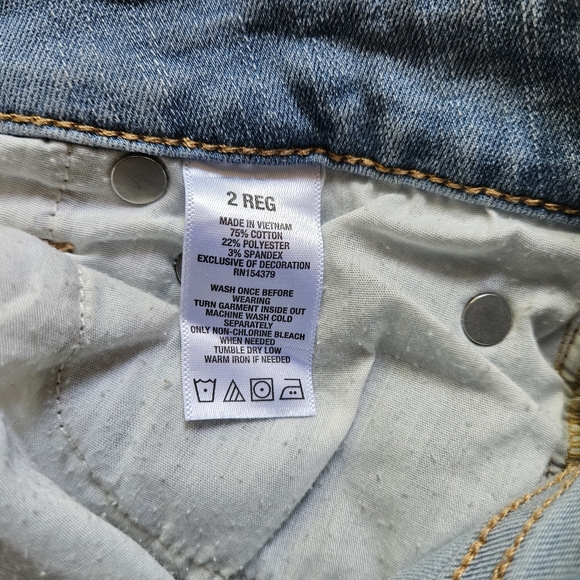 2 REG
MADE IN VIETNAM
75% COTTON
22% POLYESTER
3% SPANDEX
EXCLUSIVE OF DECORATION
RN154379
WASH ONCE BEFORE
WEARING
TURN GARMENT INSIDE OUT
MACHINE WASH COLD
SEPARATELY
ONLY NON-CHLORINE BLEACH
WHEN NEEDED
TUMBLE DRY LOW
WARM IRON IF NEEDED